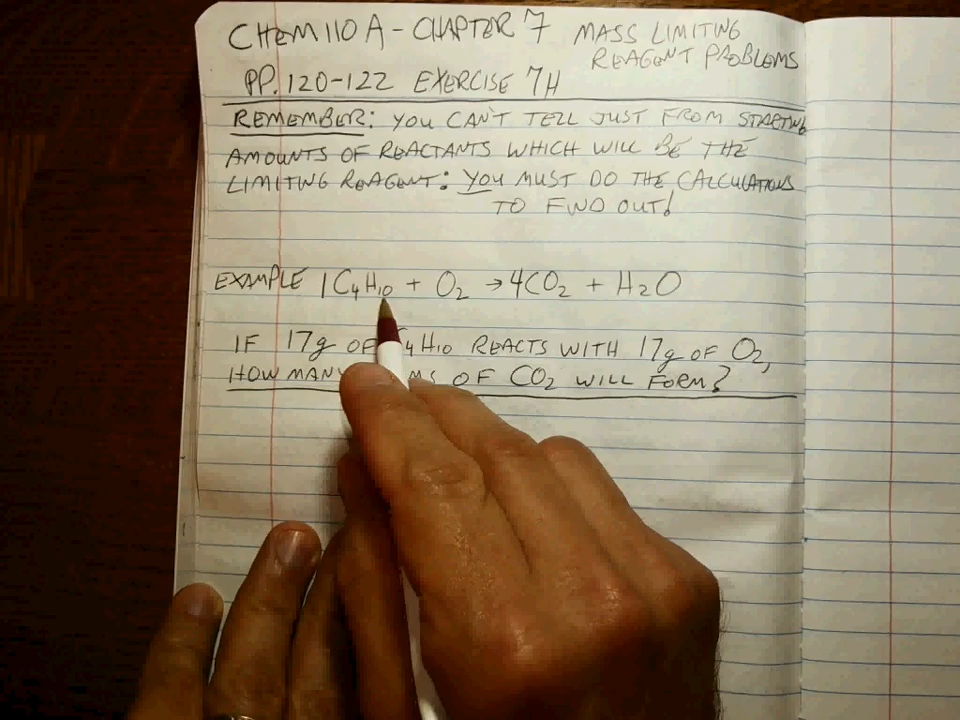 CHEM 110A - CHAPTER 7 MASS LIMITING
REAGENT PROBLEMS
PP. 120-122 EXERCISE 7H
REMEMBER: YOU CAN'T TELL JUST FROM STARTING
AMOUNTS OF REACTANTS WHICH WILL BE THE
LIMITING REAGENT: YOU MUST DO THE CALCULATIONS
TO FIND OUT!
EXAMPLE 1C4H10 + O2 → 4CO2 + H2O
IF 17g OF 4H10 REACTS WITH 17g OF O2,
HOW MANY MS OF CO2 WILL FORM?